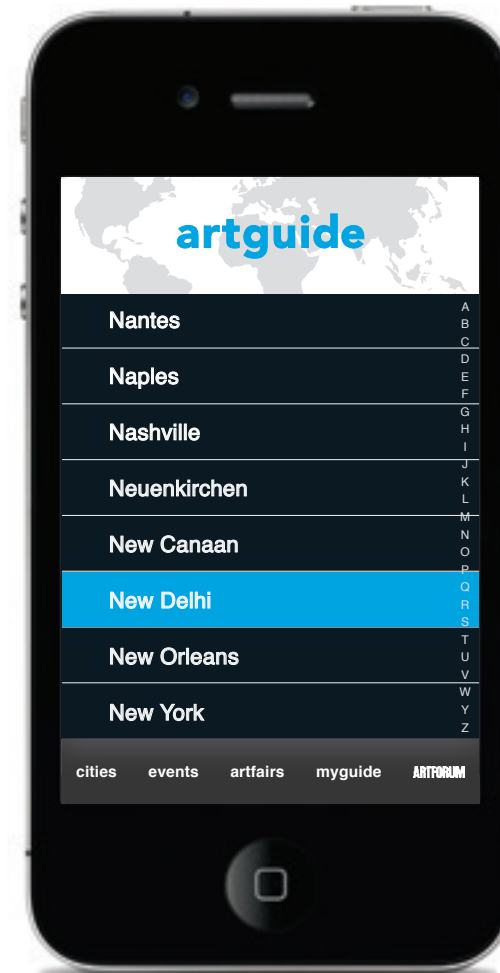 artguide
Nantes
Naples
Nashville
Neuenkirchen
New Canaan
New Delhi
New Orleans
New York
A
B
C
D
E
F
G
H
I
J
K
L
M
N
O
P
Q
R
S
T
U
V
W
Y
Z
cities events artfairs myguide ARTFORUM